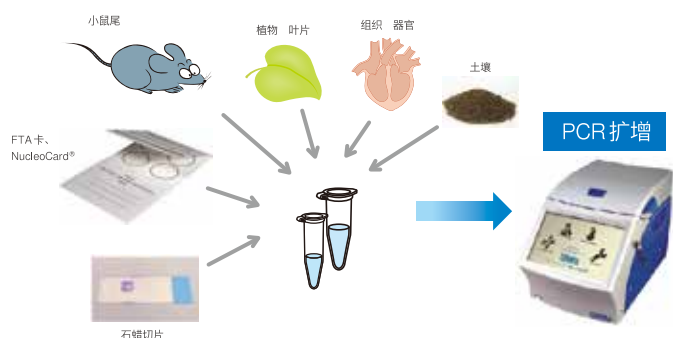 小鼠尾
植物 叶片
组织 器官
土壤
FTA卡、
NucleoCard®
PCR扩增
石蜡切片